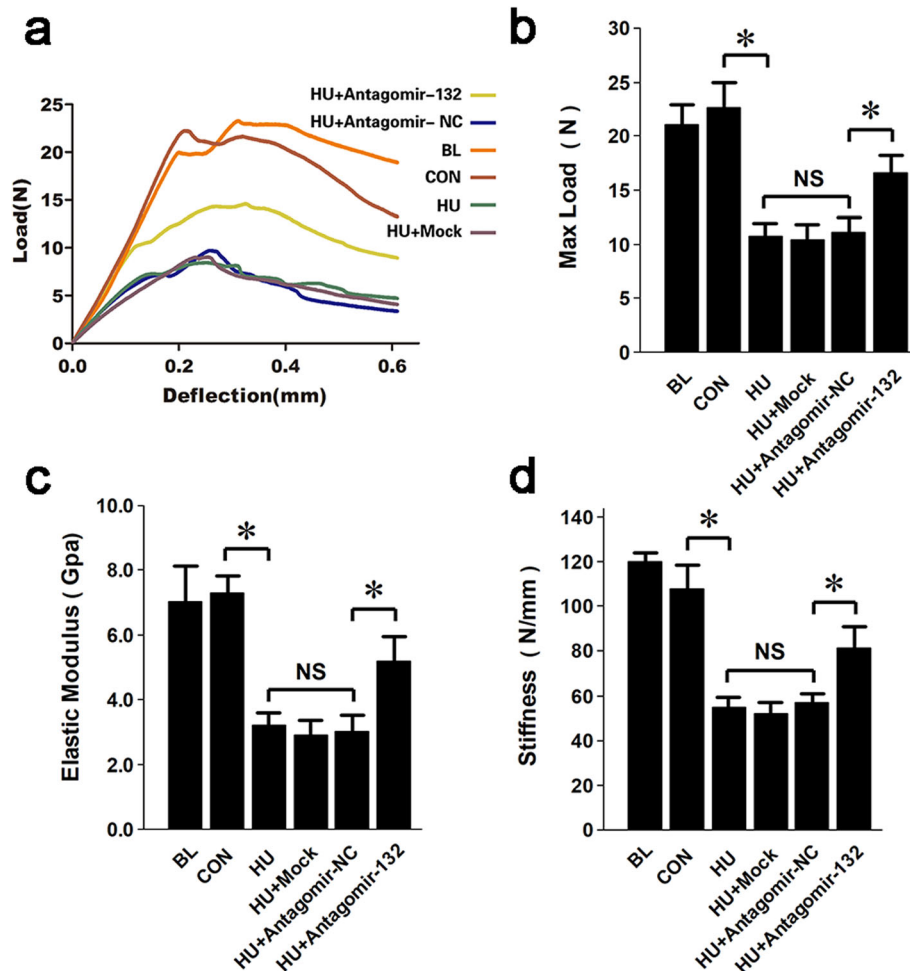 a
HU+Antagomir-132
HU+Antagomir- NC
BL
CON
HU
HU+Mock
25
20
15
10
5
0
Load(N)
0.0 0.2 0.4 0.6
Deflection(mm)
b
30
25
20
15
10
5
0
Max Load ( N )
*
NS
*
BL
CON
HU
HU+Mock
HU+Antagomir-NC
HU+Antagomir-132
c
10.0
8.0
6.0
4.0
2.0
0.0
Elastic Modulus ( Gpa)
*
NS
*
BL
CON
HU
HU+Mock
HU+Antagomir-NC
HU+Antagomir-132
d
140
120
100
80
60
40
20
0
Stiffness ( N/mm)
*
NS
*
BL
CON
HU
HU+Mock
HU+Antagomir-NC
HU+Antagomir-132